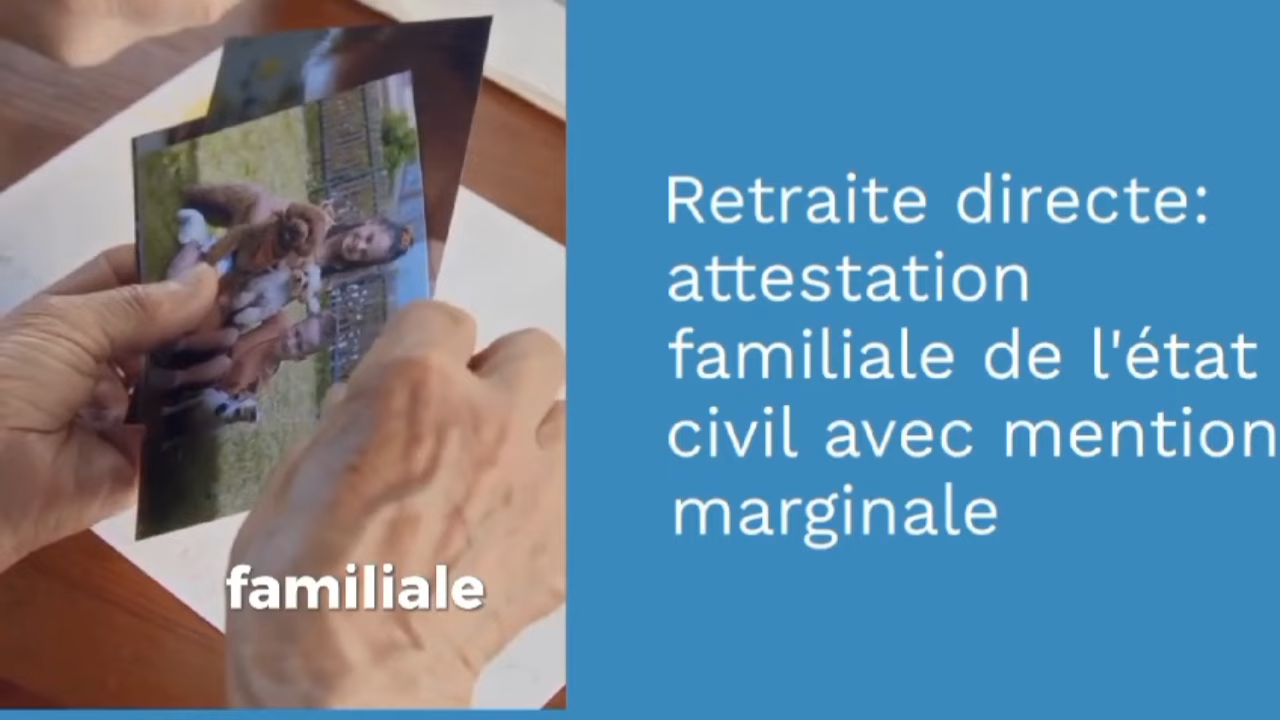 Retraite directe:
attestation
familiale de l'état
civil avec mention
marginale
familiale